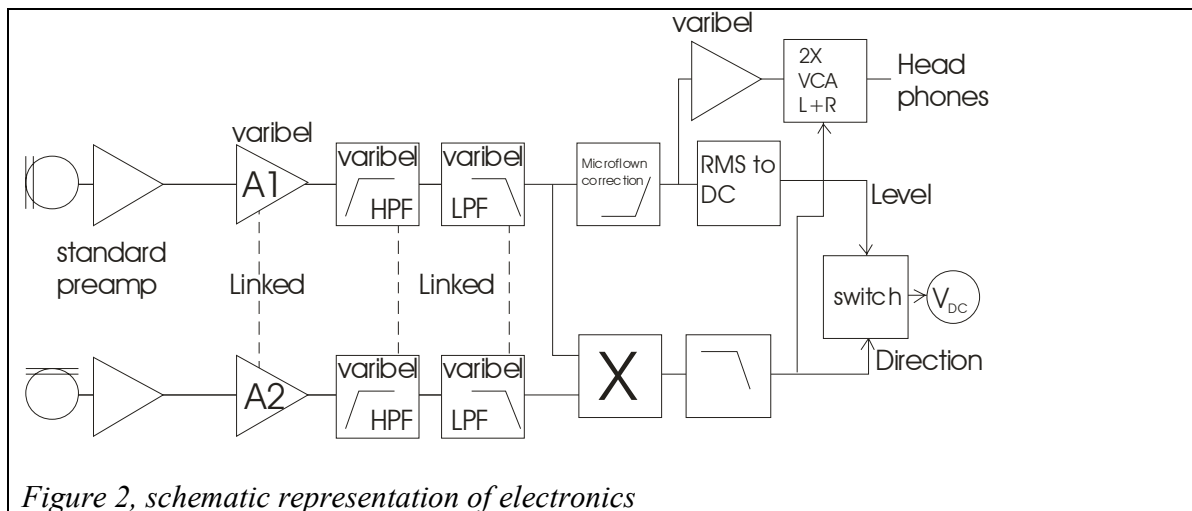 varibel
2X
VCA
L+R
Head
phones
varibel
A1
varibel
HPF
varibel
LPF
Microflown
correction
RMS to
DC
Level
standard
preamp
Linked
Linked
switch
VDC
Direction
A2
varibel
HPF
varibel
LPF
X
Figure 2, schematic representation of electronics